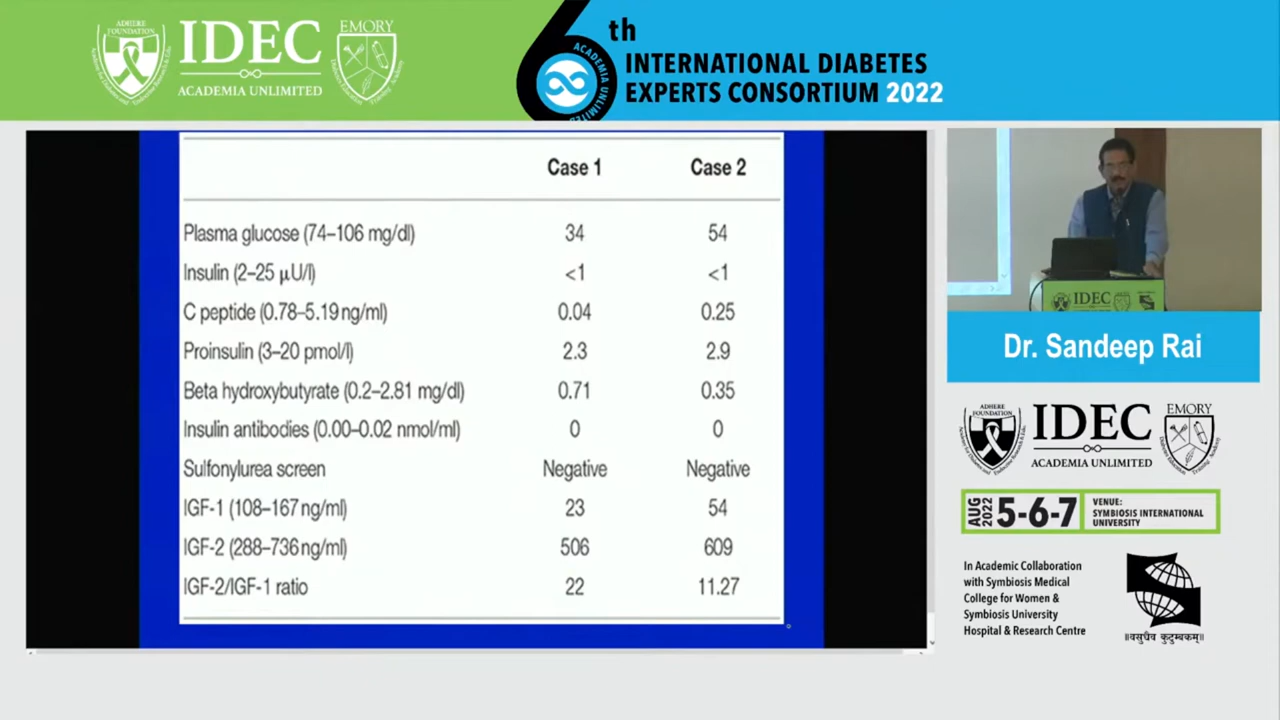 ADHERE
FOUNDATION
IDEC
ACADEMIA UNLIMITED
EMORY
6th
ACADEMIA UNLIMITED
INTERNATIONAL DIABETES
EXPERTS CONSORTIUM 2022
Case 1 Case 2
Plasma glucose (74–106 mg/dl) 34 54
Insulin (2–25 μU/l) <1 <1
C peptide (0.78–5.19 ng/ml) 0.04 0.25
Proinsulin (3–20 pmol/l) 2.3 2.9
Beta hydroxybutyrate (0.2–2.81 mg/dl) 0.71 0.35
Insulin antibodies (0.00–0.02 nmol/ml) 0 0
Sulfonylurea screen Negative Negative
IGF-1 (108–167 ng/ml) 23 54
IGF-2 (288–736 ng/ml) 506 609
IGF-2/IGF-1 ratio 22 11.27
IDEC
Dr. Sandeep Rai
ADHERE
FOUNDATION
IDEC
ACADEMIA UNLIMITED
EMORY
AUG 2022
5-6-7
VENUE:
SYMBIOSIS INTERNATIONAL
UNIVERSITY
In Academic Collaboration
with Symbiosis Medical
College for Women &
Symbiosis University
Hospital & Research Centre
॥वसुधैव कुटुम्बकम्॥